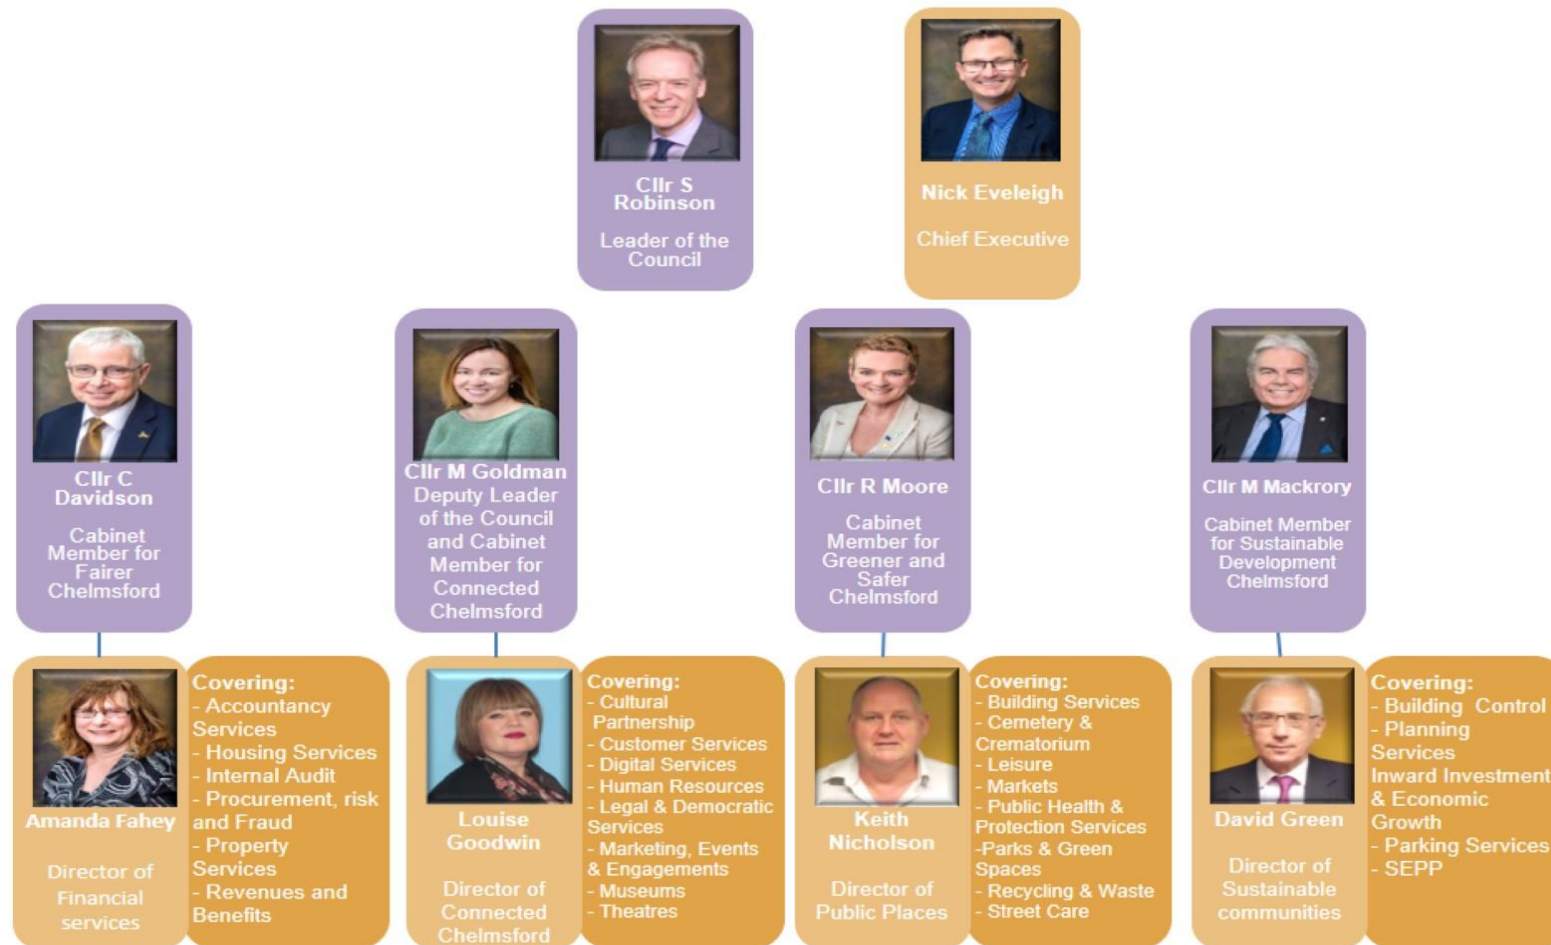 Cllr S
Robinson
Leader of the
Council
Nick Eveleigh
Chief Executive
Cllr C
Davidson
Cabinet
Member for
Fairer
Chelmsford
Cllr M Goldman
Deputy Leader
of the Council
and Cabinet
Member for
Connected
Chelmsford
Cllr R Moore
Cabinet
Member for
Greener and
Safer
Chelmsford
Cllr M Mackrory
Cabinet Member
for Sustainable
Development
Chelmsford
Amanda Fahey
Director of
Financial
services
Covering:
- Accountancy
Services
- Housing Services
- Internal Audit
- Procurement, risk
and Fraud
- Property
Services
- Revenues and
Benefits
Louise
Goodwin
Director of
Connected
Chelmsford
Covering:
- Cultural
Partnership
- Customer Services
- Digital Services
- Human Resources
- Legal & Democratic
Services
- Marketing, Events
& Engagements
- Museums
- Theatres
Keith
Nicholson
Director of
Public Places
Covering:
- Building Services
- Cemetery &
Crematorium
- Leisure
- Markets
- Public Health &
Protection Services
-Parks & Green
Spaces
- Recycling & Waste
- Street Care
David Green
Director of
Sustainable
communities
Covering:
- Building Control
- Planning
Services
Inward Investment
& Economic
Growth
- Parking Services
- SEPP